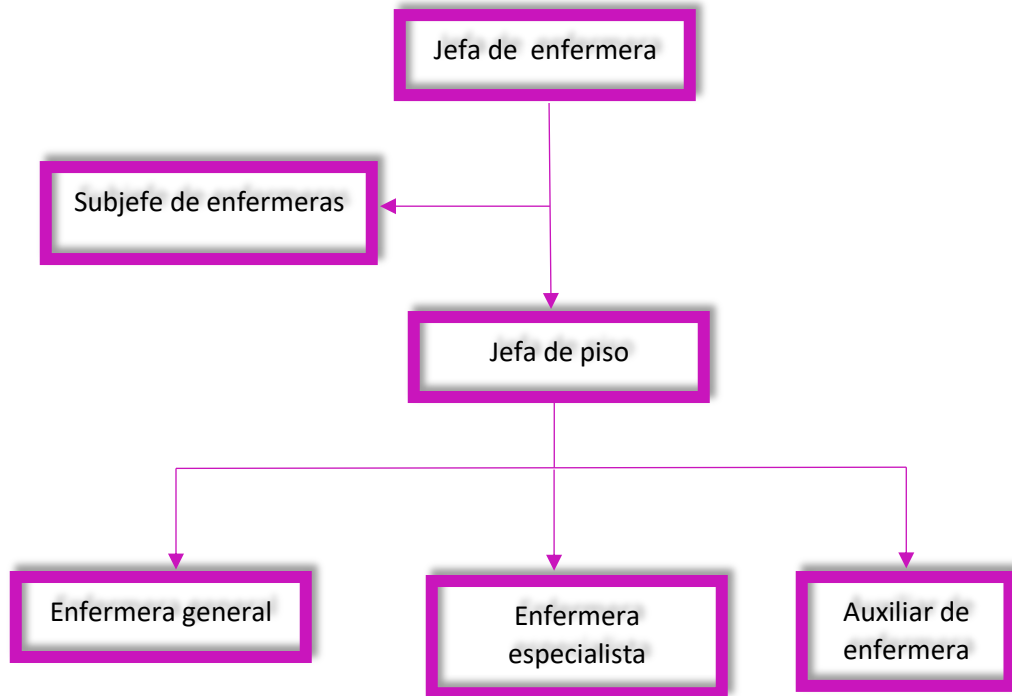 Jefa de  enfermera
Subjefe de enfermeras
Jefa de piso
Enfermera general
Enfermera
especialista
Auxiliar de
enfermera